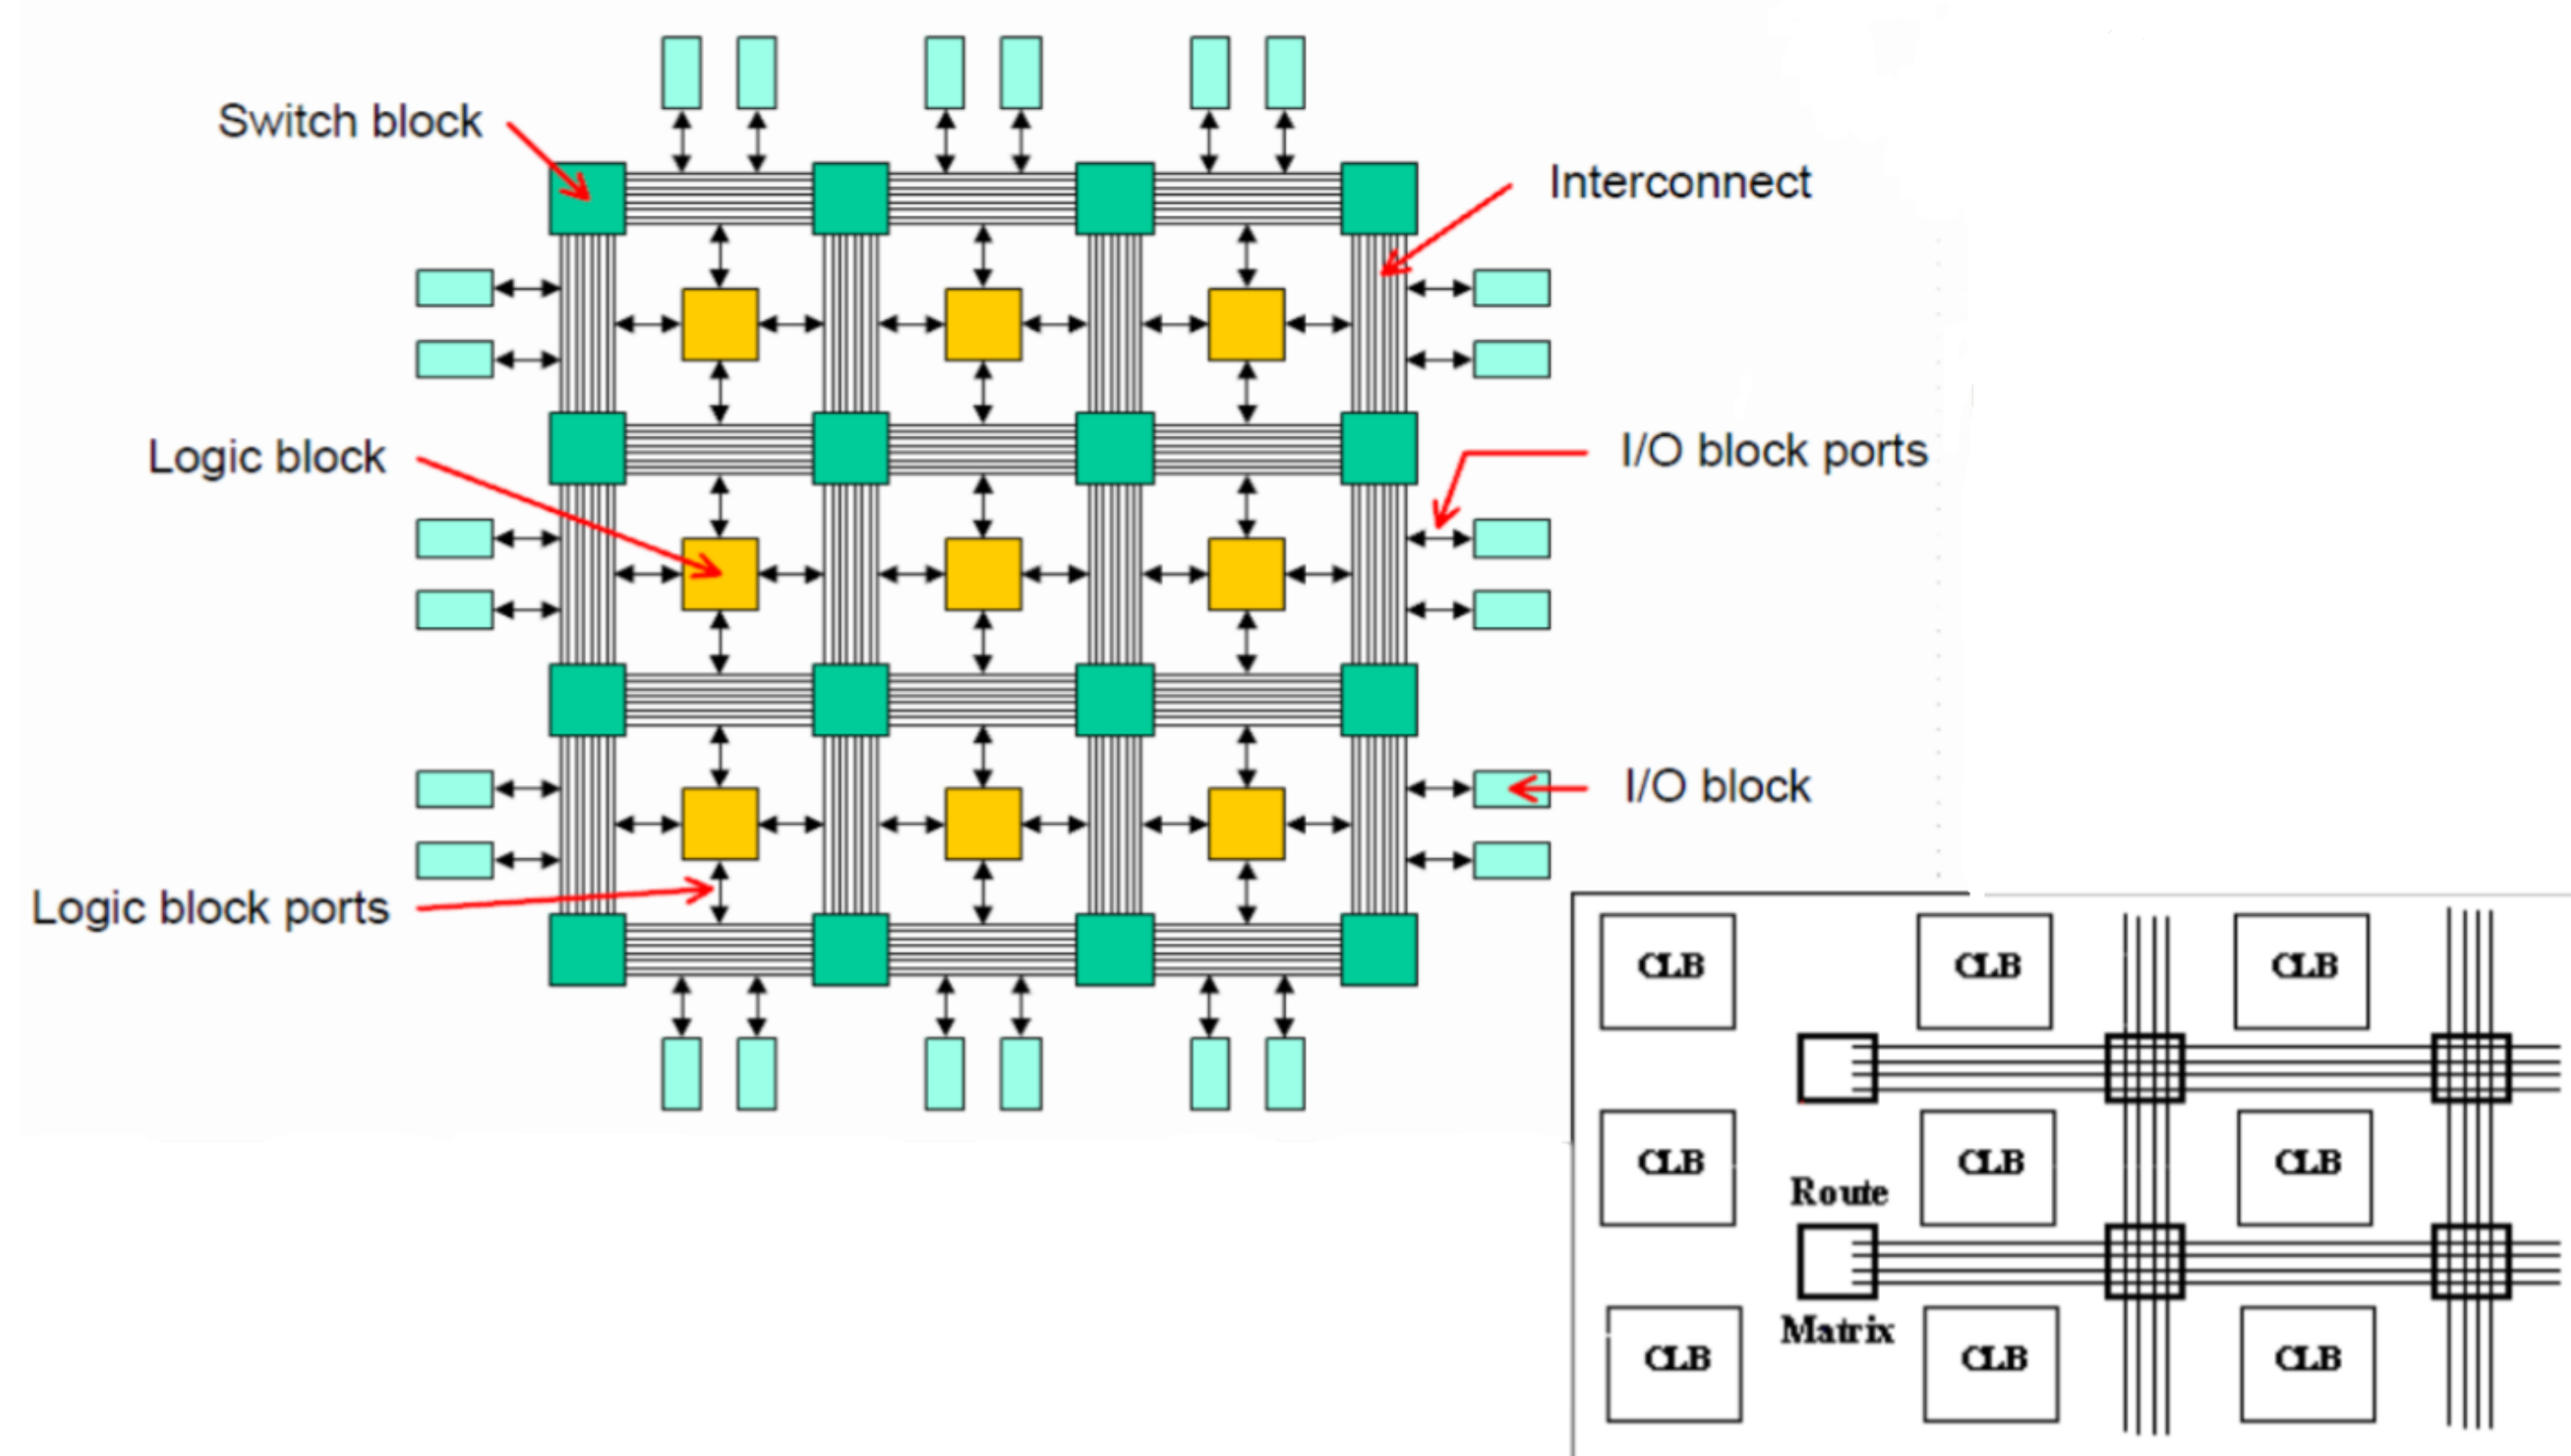 Switch block
Interconnect
Logic block
I/O block ports
I/O block
Logic block ports
CLB
CLB
CLB
CLB
CLB
CLB
Route
Matrix
CLB
CLB
CLB